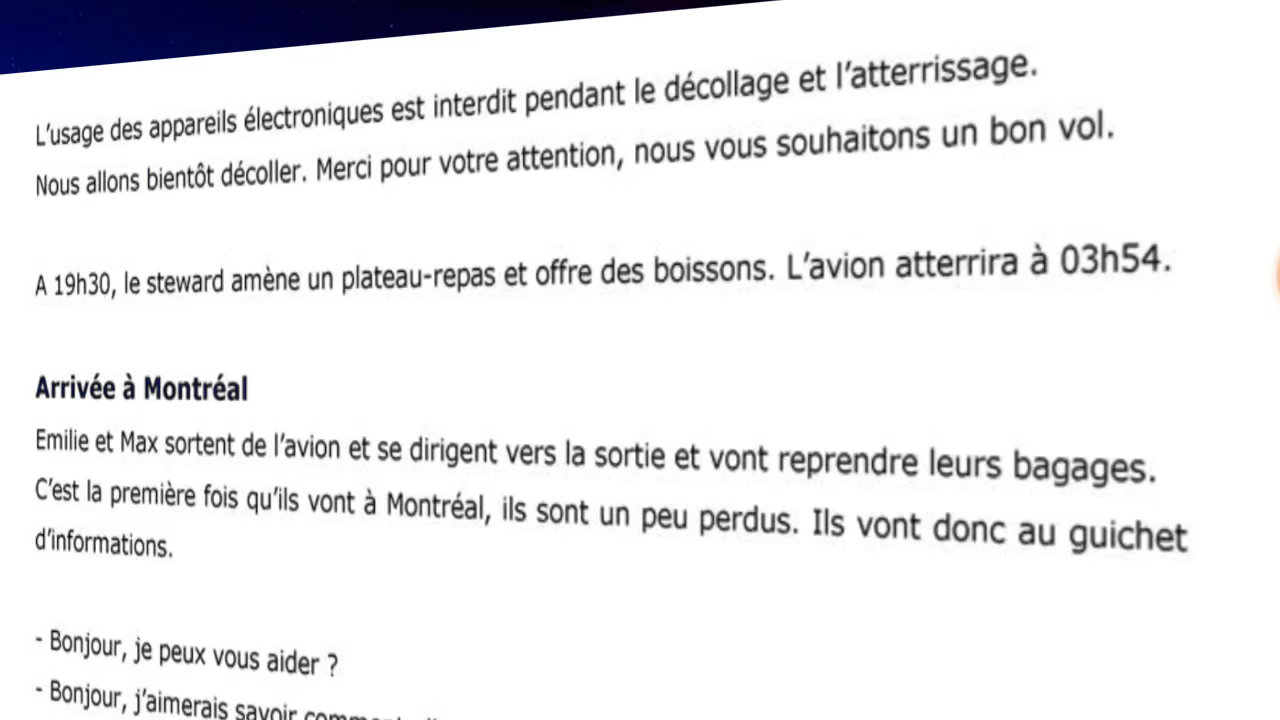 L'usage des appareils électroniques est interdit pendant le décollage et l'atterrissage.
Nous allons bientôt décoller. Merci pour votre attention, nous vous souhaitons un bon vol.
A 19h30, le steward amène un plateau-repas et offre des boissons. L'avion atterrira à 03h54.
Arrivée à Montréal
Emilie et Max sortent de l'avion et se dirigent vers la sortie et vont reprendre leurs bagages.
C'est la première fois qu'ils vont à Montréal, ils sont un peu perdus. Ils vont donc au guichet
d'informations.
- Bonjour, je peux vous aider ?
- Bonjour, j'aimerais savoir